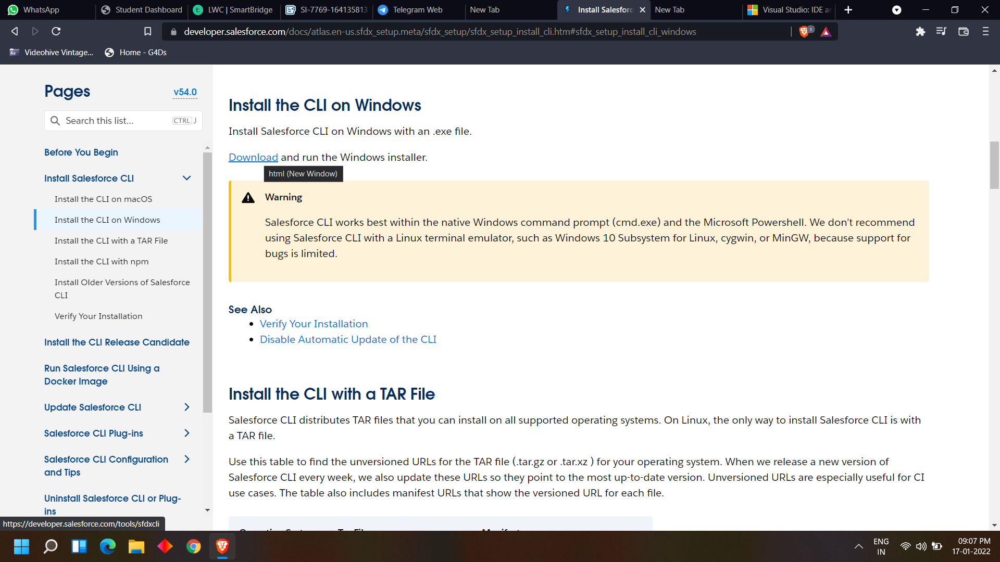 WhatsApp
Student Dashboard
LWC | SmartBridge
SI-7769-164135813
Telegram Web
New Tab
Install Salesforc
New Tab
Visual Studio: IDE a
developer.salesforce.com/docs/atlas.en-us.sfdx_setup.meta/sfdx_setup/sfdx_setup_install_cli.htm#sfdx_setup_install_cli_windows
1
Ae Videohive Vintage...
Home - G4Ds
Pages
v54.0
Search this list...
CTRL J
Before You Begin
Install Salesforce CLI
Install the CLI on macOS
Install the CLI on Windows
Install the CLI with a TAR File
Install the CLI with npm
Install Older Versions of Salesforce
CLI
Verify Your Installation
Install the CLI Release Candidate
Run Salesforce CLI Using a
Docker Image
Update Salesforce CLI
Salesforce CLI Plug-ins
Salesforce CLI Configuration
and Tips
Uninstall Salesforce CLI or Plug-
ins
https://developer.salesforce.com/tools/sfdxcli
Install the CLI on Windows
Install Salesforce CLI on Windows with an .exe file.
Download and run the Windows installer.
html (New Window)
Warning
Salesforce CLI works best within the native Windows command prompt (cmd.exe) and the Microsoft Powershell. We don’t recommend
using Salesforce CLI with a Linux terminal emulator, such as Windows 10 Subsystem for Linux, cygwin, or MinGW, because support for
bugs is limited.
See Also
Verify Your Installation
Disable Automatic Update of the CLI
Install the CLI with a TAR File
Salesforce CLI distributes TAR files that you can install on all supported operating systems. On Linux, the only way to install Salesforce CLI is with
a TAR file.
Use this table to find the unversioned URLs for the TAR file (.tar.gz or .tar.xz ) for your operating system. When we release a new version of
Salesforce CLI every week, we also update these URLs so they point to the most up-to-date version. Unversioned URLs are especially useful for CI
use cases. The table also includes manifest URLs that show the versioned URL for each file.
ENG
IN
09:07 PM
17-01-2022